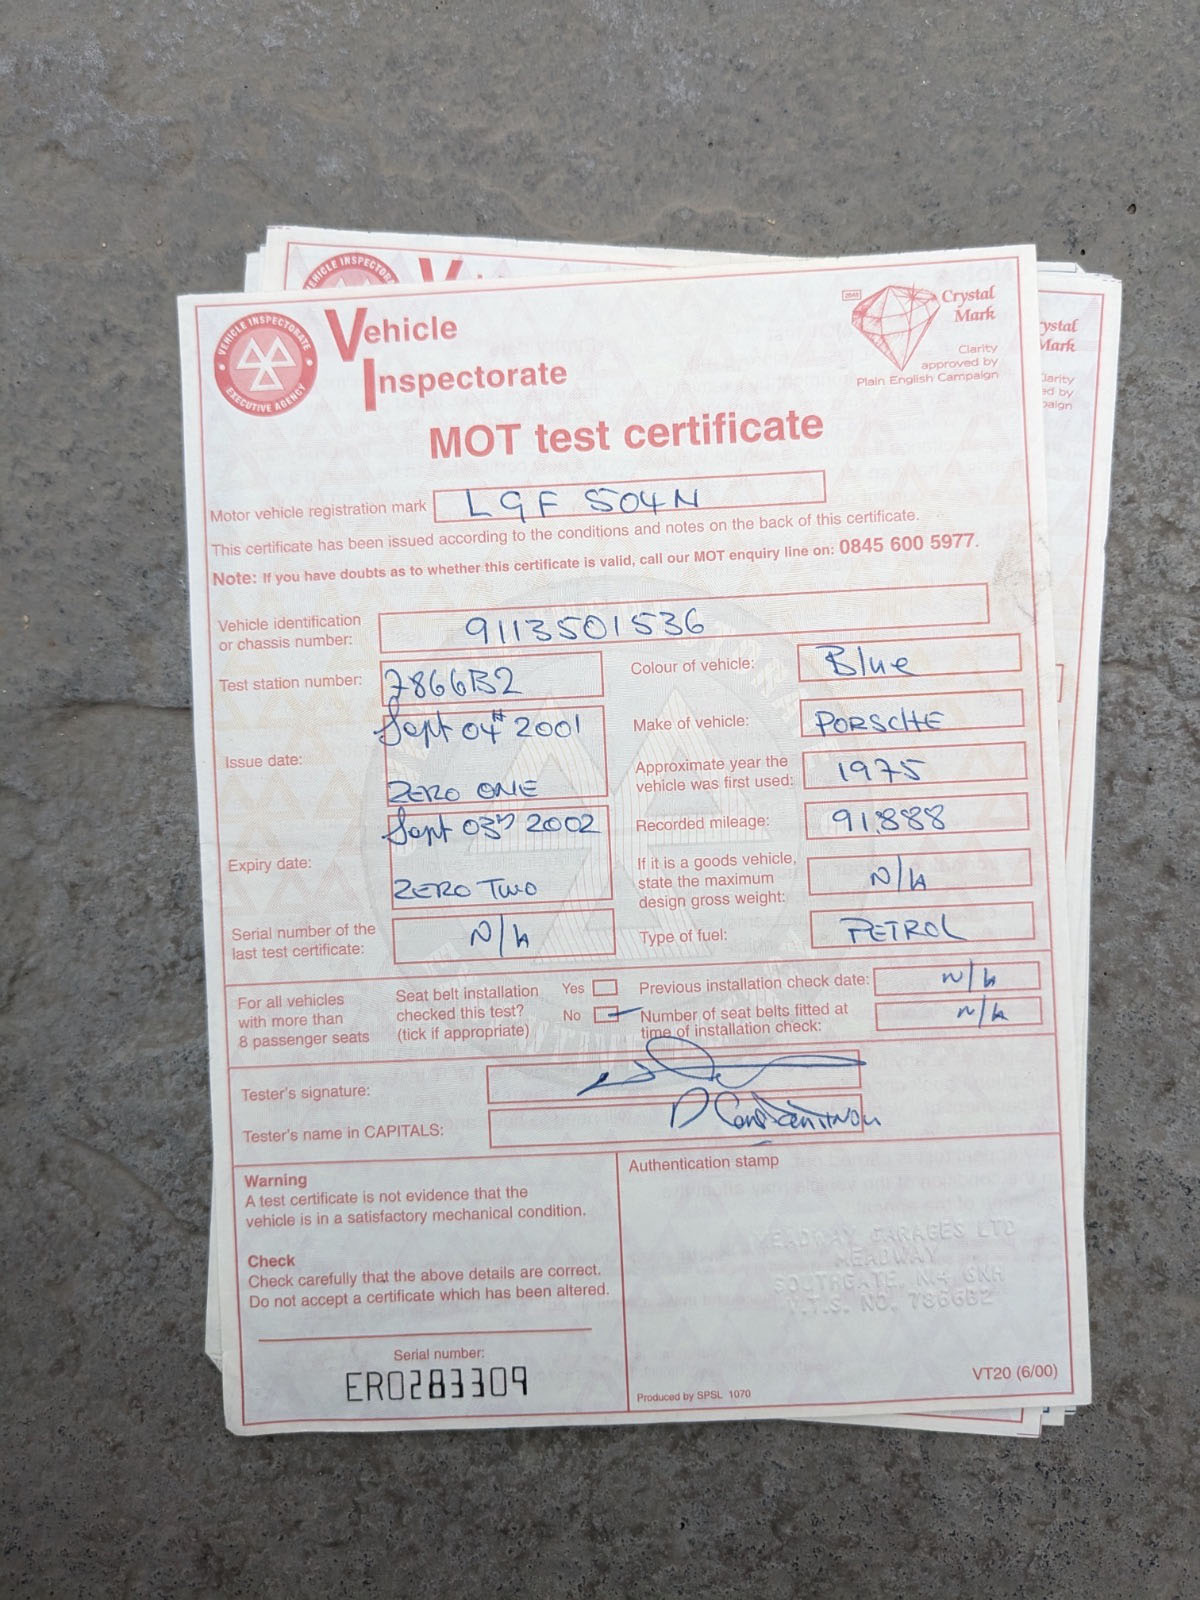 VEHICLE INSPECTORATE
EXECUTIVE AGENCY
Vehicle
Inspectorate
Crystal
Mark
Clarity
approved by
Plain English Campaign
MOT test certificate
Motor vehicle registration mark LGF 504N
This certificate has been issued according to the conditions and notes on the back of this certificate.
Note: If you have doubts as to whether this certificate is valid, call our MOT enquiry line on: 0845 600 5977.
Vehicle identification
or chassis number: 9113501536
Test station number: 7866B2
Colour of vehicle: Blue
Issue date: Sept 04th 2001
ZERO ONE
Make of vehicle: PORSCHE
Approximate year the
vehicle was first used: 1975
Expiry date: Sept 03rd 2002
ZERO TWO
Recorded mileage: 91,888
If it is a goods vehicle,
state the maximum
design gross weight: N/A
Serial number of the
last test certificate: N/A
Type of fuel: PETROL
For all vehicles
with more than
8 passenger seats
Seat belt installation
checked this test?
(tick if appropriate)
Yes
No
Previous installation check date: N/A
Number of seat belts fitted at
time of installation check: N/A
Tester's signature:
Tester's name in CAPITALS:
Warning
A test certificate is not evidence that the
vehicle is in a satisfactory mechanical condition.
Check
Check carefully that the above details are correct.
Do not accept a certificate which has been altered.
Serial number:
ER0283309
Authentication stamp
MEADWAY GARAGES LTD
MEADWAY
SOUTHGATE, N14 6NH
V.T.S. NO. 7866B2
Produced by SPSL 1070
VT20 (6/00)